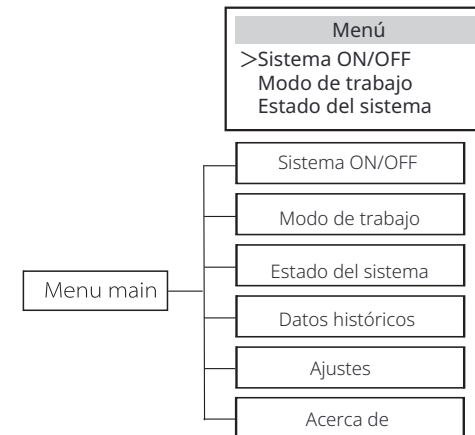 Menú
>Sistema ON/OFF
Modo de trabajo
Estado del sistema
Sistema ON/OFF
Modo de trabajo
Estado del sistema
Menu main
Datos históricos
Ajustes
Acerca de